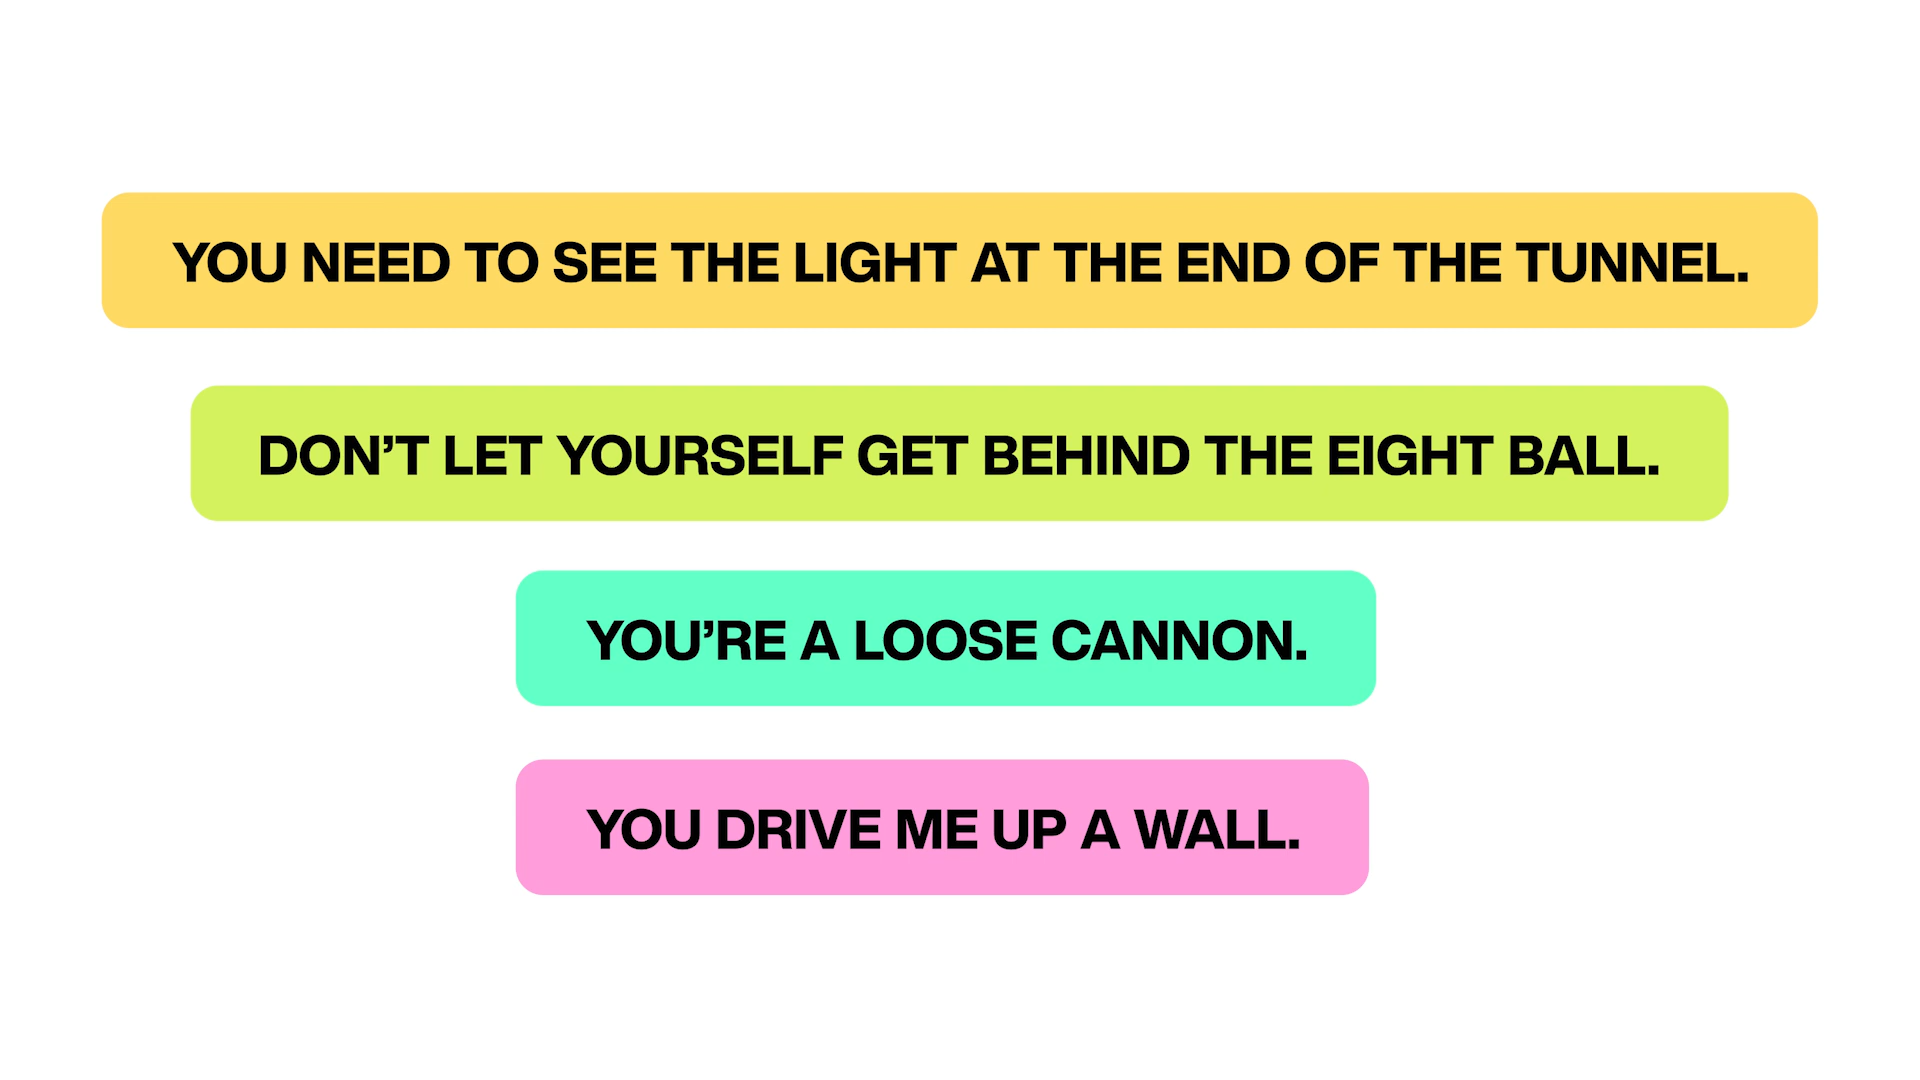 YOU NEED TO SEE THE LIGHT AT THE END OF THE TUNNEL.
DON’T LET YOURSELF GET BEHIND THE EIGHT BALL.
YOU’RE A LOOSE CANNON.
YOU DRIVE ME UP A WALL.